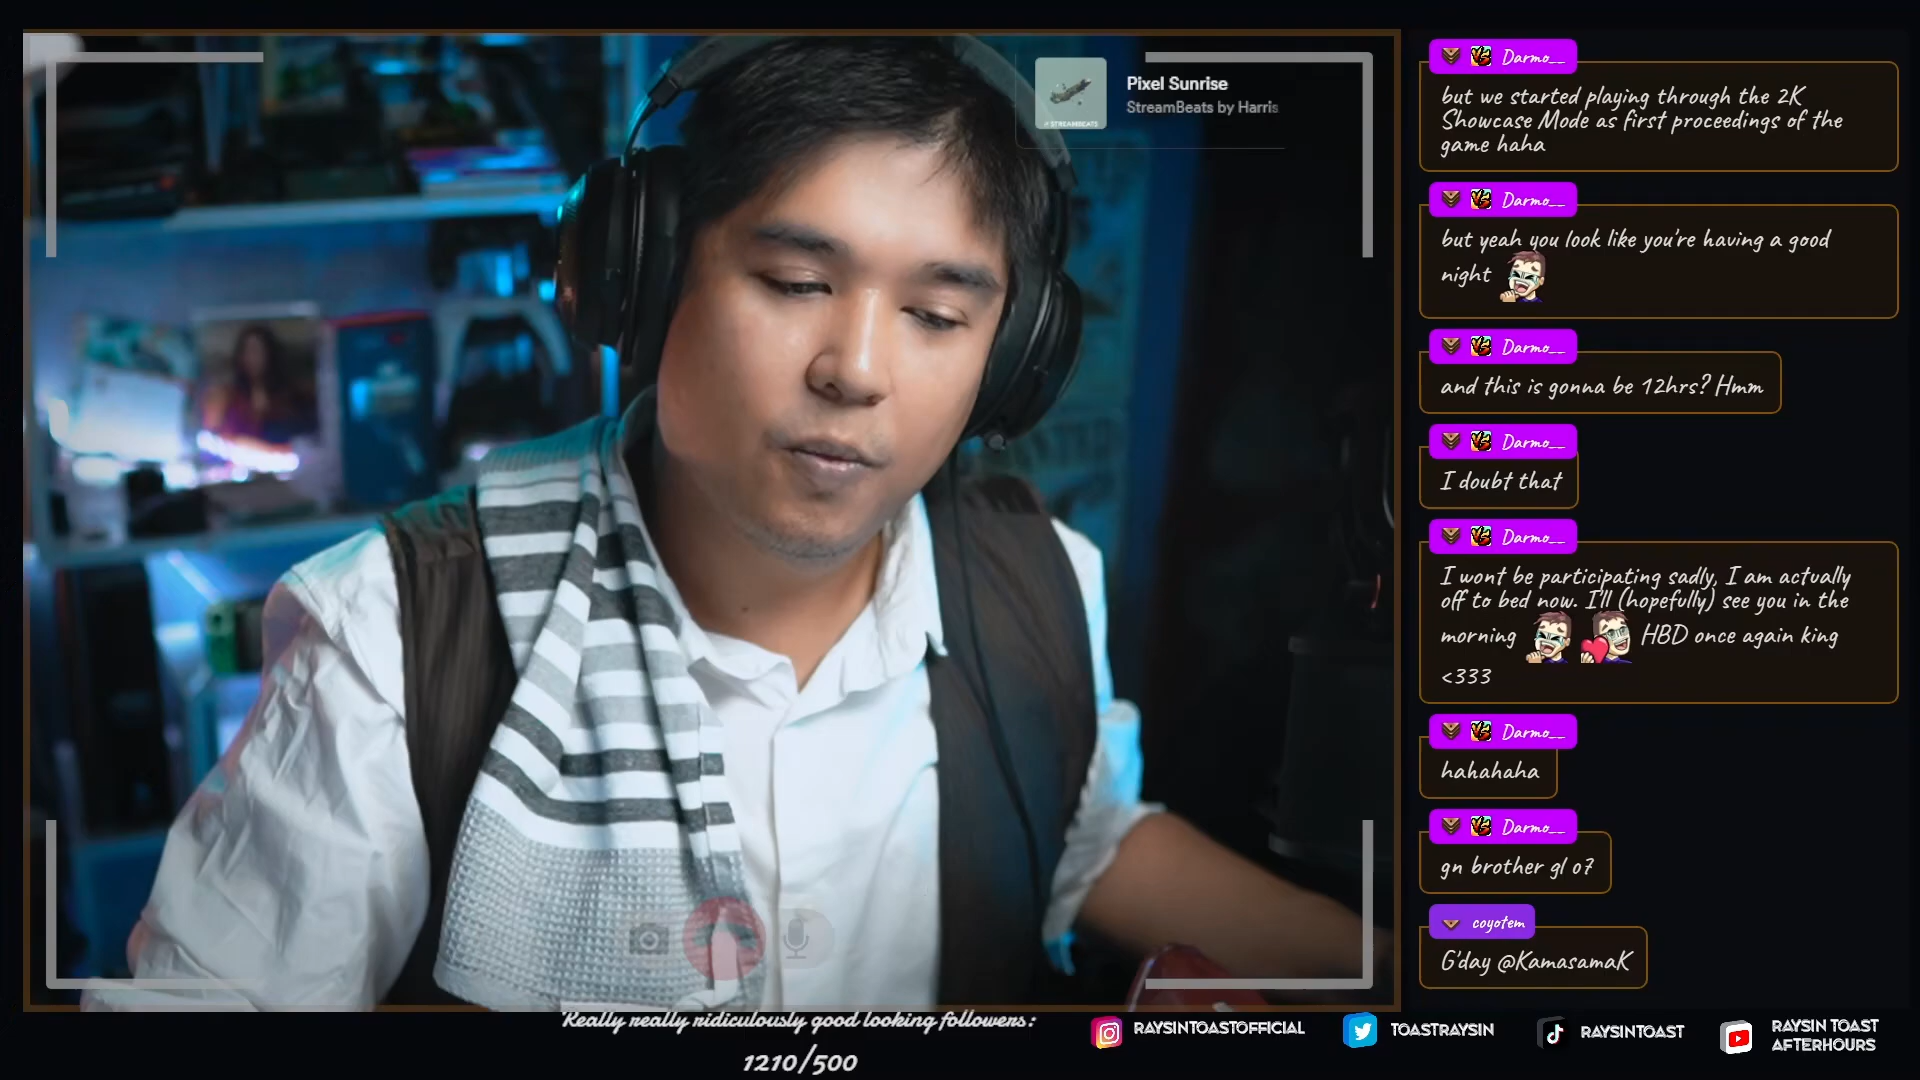 Pixel Sunrise
StreamBeats by Harris
STREAMBEATS
Darmo__
but we started playing through the 2K
Showcase Mode as first proceedings of the
game haha
Darmo__
but yeah you look like you're having a good
night
Darmo__
and this is gonna be 12hrs? Hmm
Darmo__
I doubt that
Darmo__
I wont be participating sadly, I am actually
off to bed now. I'll (hopefully) see you in the
morning HBD once again king
<333
Darmo__
hahahaha
Darmo__
gn brother gl o7
coyotem
G'day @KamasamaK
Really really ridiculously good looking followers:
1210/500
RAYSINTOASTOFFICIAL
TOASTRAYSIN
RAYSINTOAST
RAYSIN TOAST
AFTERHOURS